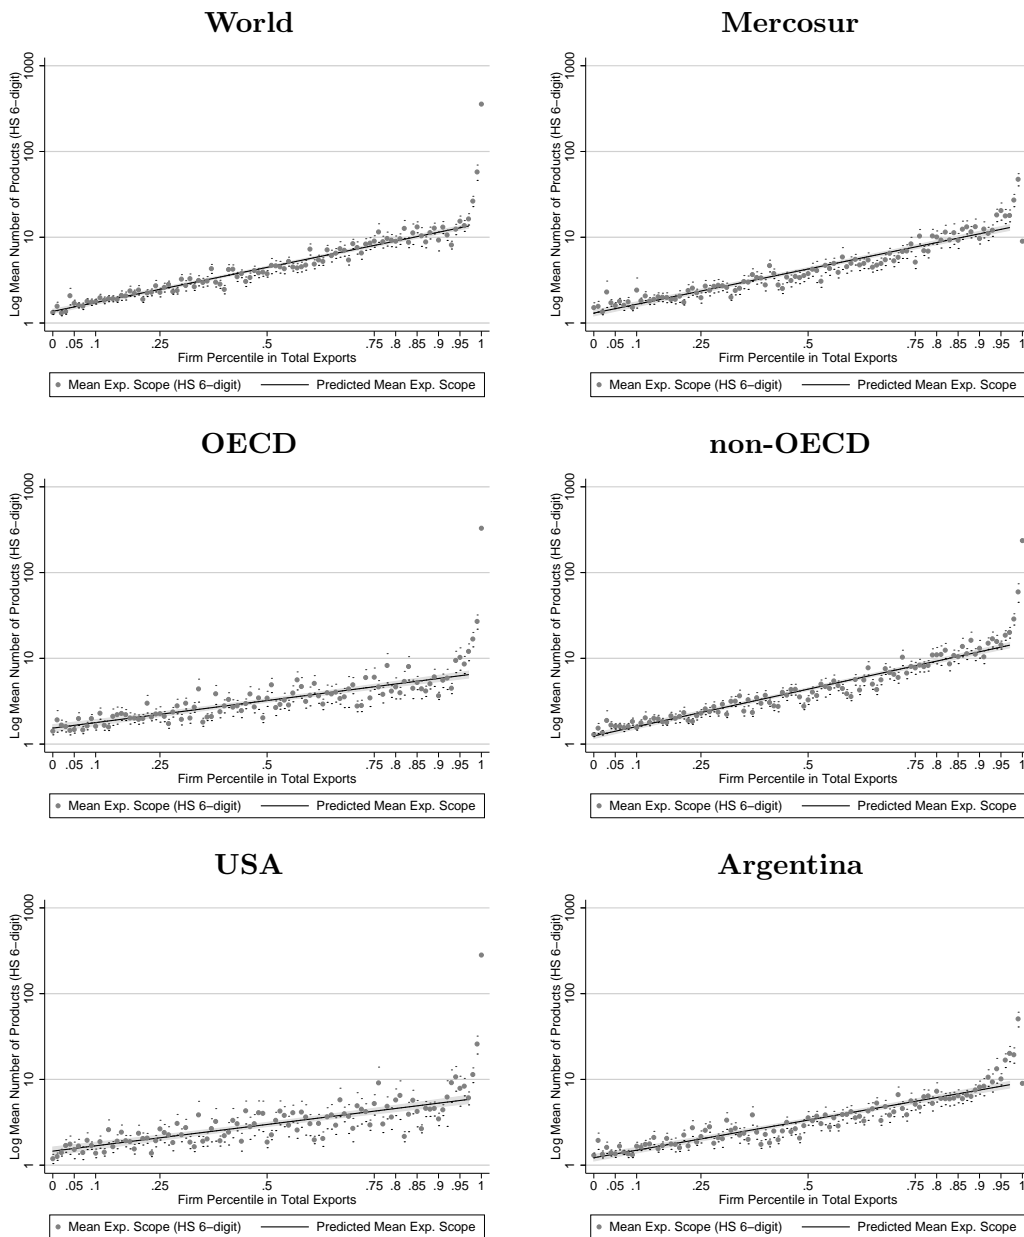 World
Log Mean Number of Products (HS 6−digit)
1000
100
10
1
0 .05 .1 .25 .5 .75 .8 .85 .9 .95 1
Firm Percentile in Total Exports
Mean Exp. Scope (HS 6−digit) Predicted Mean Exp. Scope
Mercosur
Log Mean Number of Products (HS 6−digit)
1000
100
10
1
0 .05 .1 .25 .5 .75 .8 .85 .9 .95 1
Firm Percentile in Total Exports
Mean Exp. Scope (HS 6−digit) Predicted Mean Exp. Scope
OECD
Log Mean Number of Products (HS 6−digit)
1000
100
10
1
0 .05 .1 .25 .5 .75 .8 .85 .9 .95 1
Firm Percentile in Total Exports
Mean Exp. Scope (HS 6−digit) Predicted Mean Exp. Scope
non-OECD
Log Mean Number of Products (HS 6−digit)
1000
100
10
1
0 .05 .1 .25 .5 .75 .8 .85 .9 .95 1
Firm Percentile in Total Exports
Mean Exp. Scope (HS 6−digit) Predicted Mean Exp. Scope
USA
Log Mean Number of Products (HS 6−digit)
1000
100
10
1
0 .05 .1 .25 .5 .75 .8 .85 .9 .95 1
Firm Percentile in Total Exports
Mean Exp. Scope (HS 6−digit) Predicted Mean Exp. Scope
Argentina
Log Mean Number of Products (HS 6−digit)
1000
100
10
1
0 .05 .1 .25 .5 .75 .8 .85 .9 .95 1
Firm Percentile in Total Exports
Mean Exp. Scope (HS 6−digit) Predicted Mean Exp. Scope